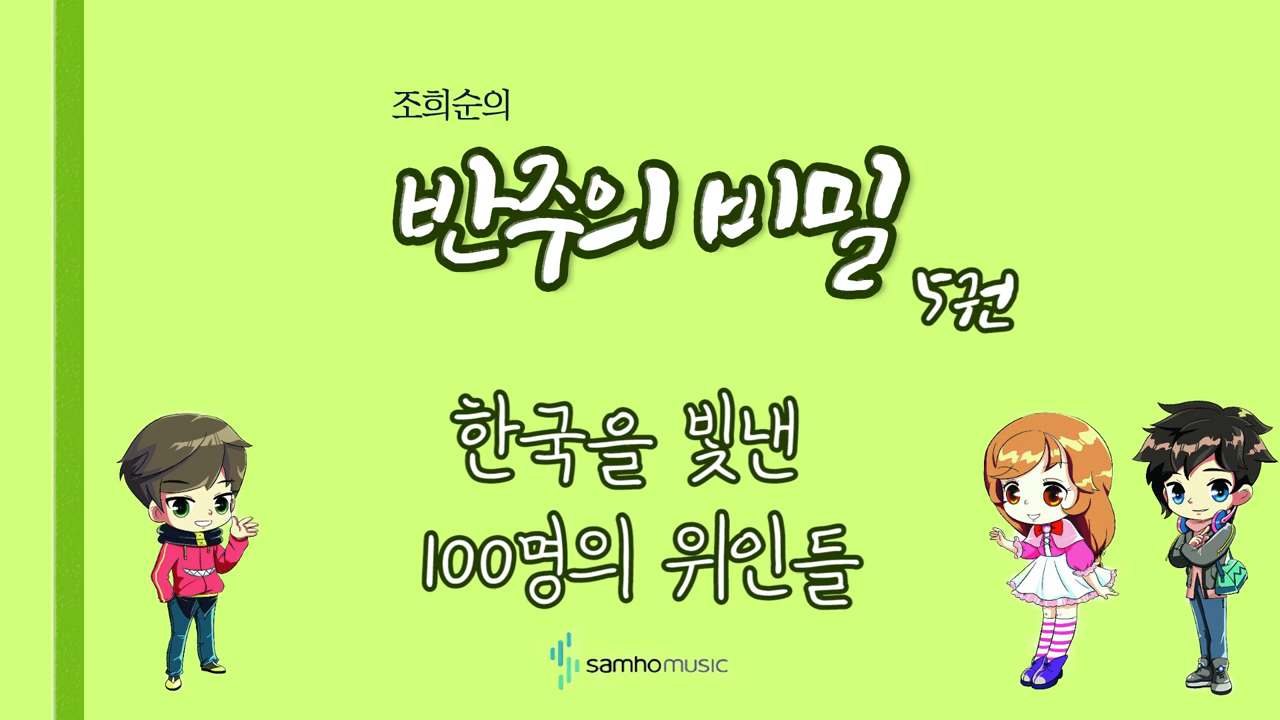 조희순의
반주의 비밀
5권
한국을 빛낸
100명의 위인들
samhomusic